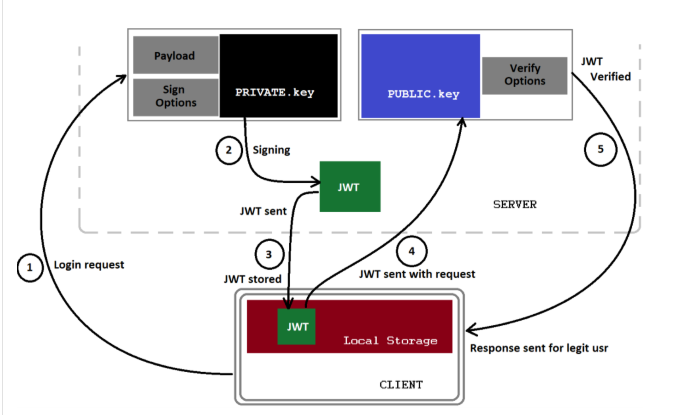 Payload
Sign
Options
PRIVATE.key
PUBLIC.key
Verify
Options
JWT
Verified
2
Signing
JWT
5
JWT sent
SERVER
3
4
1
Login request
JWT stored
JWT sent with request
JWT
Local Storage
Response sent for legit usr
CLIENT